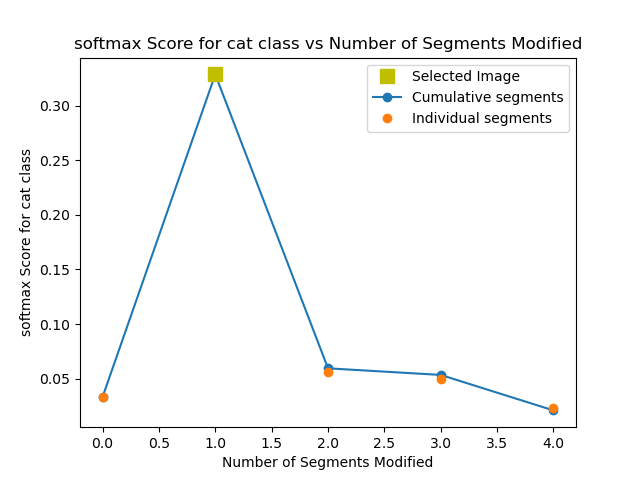 softmax Score for cat class vs Number of Segments Modified
Selected Image
Cumulative segments
Individual segments
softmax Score for cat class
0.30
0.25
0.20
0.15
0.10
0.05
0.0 0.5 1.0 1.5 2.0 2.5 3.0 3.5 4.0
Number of Segments Modified